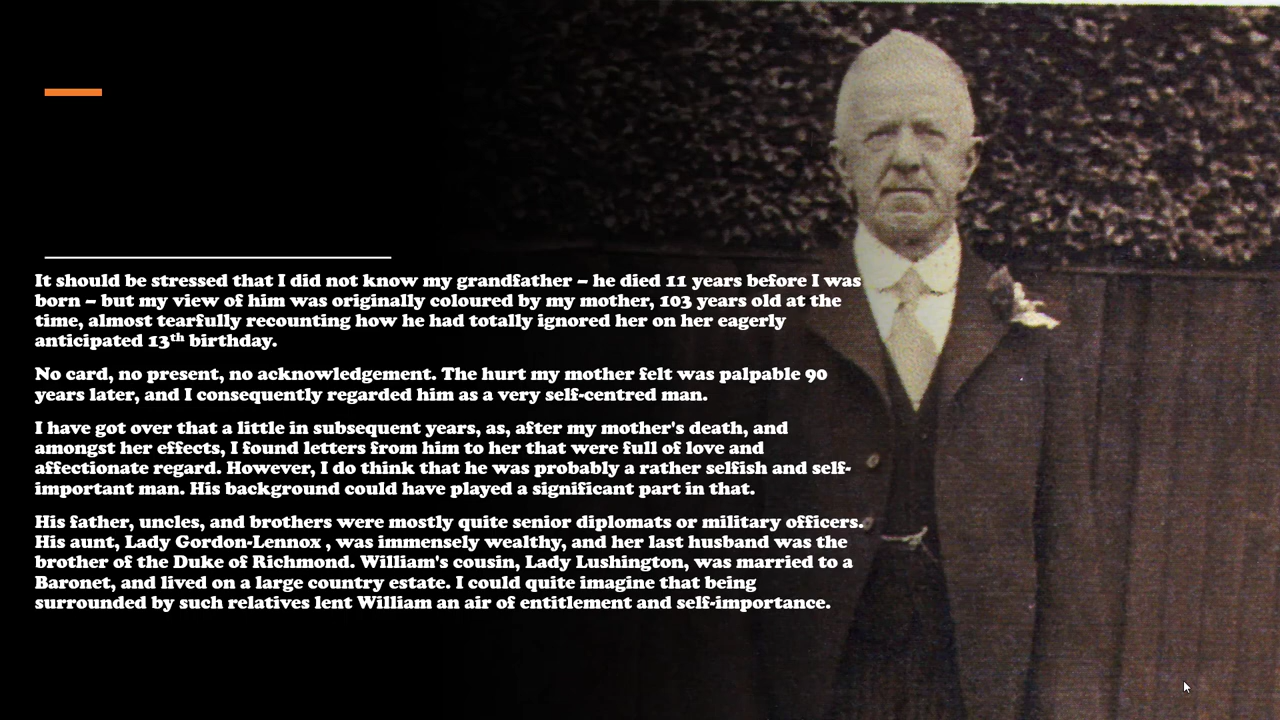 It should be stressed that I did not know my grandfather – he died 11 years before I was
born – but my view of him was originally coloured by my mother, 103 years old at the
time, almost tearfully recounting how he had totally ignored her on her eagerly
anticipated 13th birthday.
No card, no present, no acknowledgement. The hurt my mother felt was palpable 90
years later, and I consequently regarded him as a very self-centred man.
I have got over that a little in subsequent years, as, after my mother's death, and
amongst her effects, I found letters from him to her that were full of love and
affectionate regard. However, I do think that he was probably a rather selfish and self-
important man. His background could have played a significant part in that.
His father, uncles, and brothers were mostly quite senior diplomats or military officers.
His aunt, Lady Gordon-Lennox , was immensely wealthy, and her last husband was the
brother of the Duke of Richmond. William's cousin, Lady Lushington, was married to a
Baronet, and lived on a large country estate. I could quite imagine that being
surrounded by such relatives lent William an air of entitlement and self-importance.